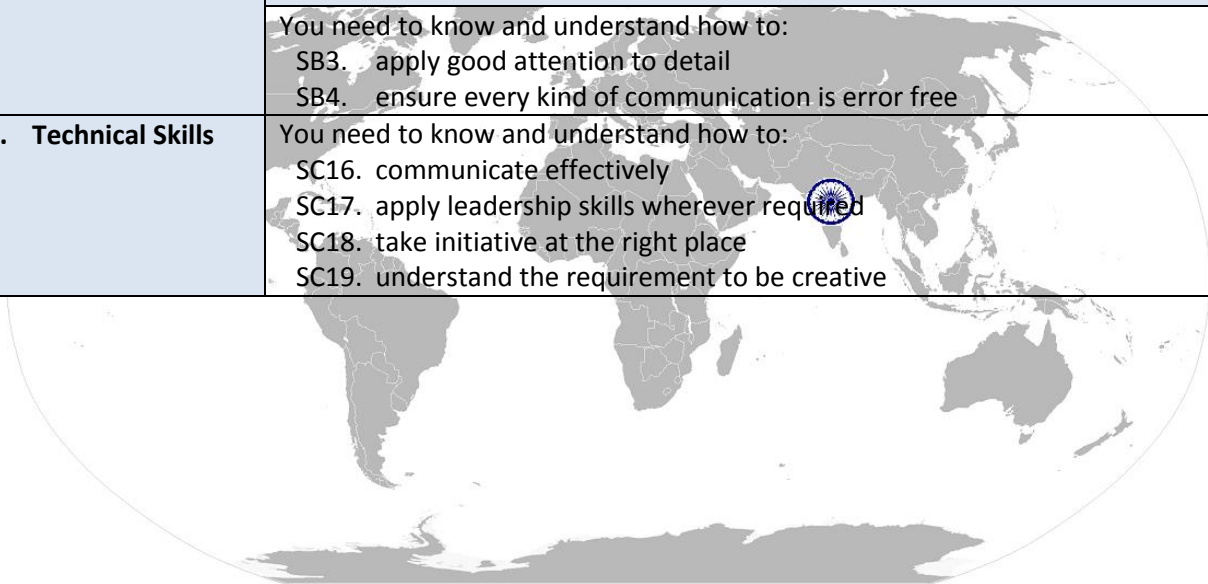 You need to know and understand how to:
SB3. apply good attention to detail
SB4. ensure every kind of communication is error free
. Technical Skills
You need to know and understand how to:
SC16. communicate effectively
SC17. apply leadership skills wherever required
SC18. take initiative at the right place
SC19. understand the requirement to be creative